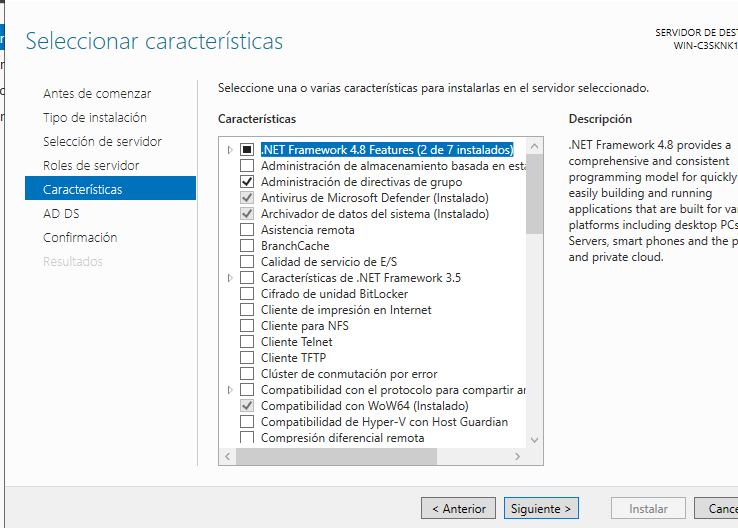 Seleccionar características
SERVIDOR DE DEST
WIN-C3SKNK1
Antes de comenzar
Tipo de instalación
Selección de servidor
Roles de servidor
Características
AD DS
Confirmación
Resultados
Seleccione una o varias características para instalarlas en el servidor seleccionado.
Características
.NET Framework 4.8 Features (2 de 7 instalados)
Administración de almacenamiento basada en está
Administración de directivas de grupo
Antivirus de Microsoft Defender (Instalado)
Archivador de datos del sistema (Instalado)
Asistencia remota
BranchCache
Calidad de servicio de E/S
Características de .NET Framework 3.5
Cifrado de unidad BitLocker
Cliente de impresión en Internet
Cliente para NFS
Cliente Telnet
Cliente TFTP
Clúster de conmutación por error
Compatibilidad con el protocolo para compartir ar
Compatibilidad con WoW64 (Instalado)
Compatibilidad de Hyper-V con Host Guardian
Compresión diferencial remota
Descripción
.NET Framework 4.8 provides a
comprehensive and consistent
programming model for quickly
easily building and running
applications that are built for va
platforms including desktop PCs
Servers, smart phones and the p
and private cloud.
< Anterior
Siguiente >
Instalar
Cance